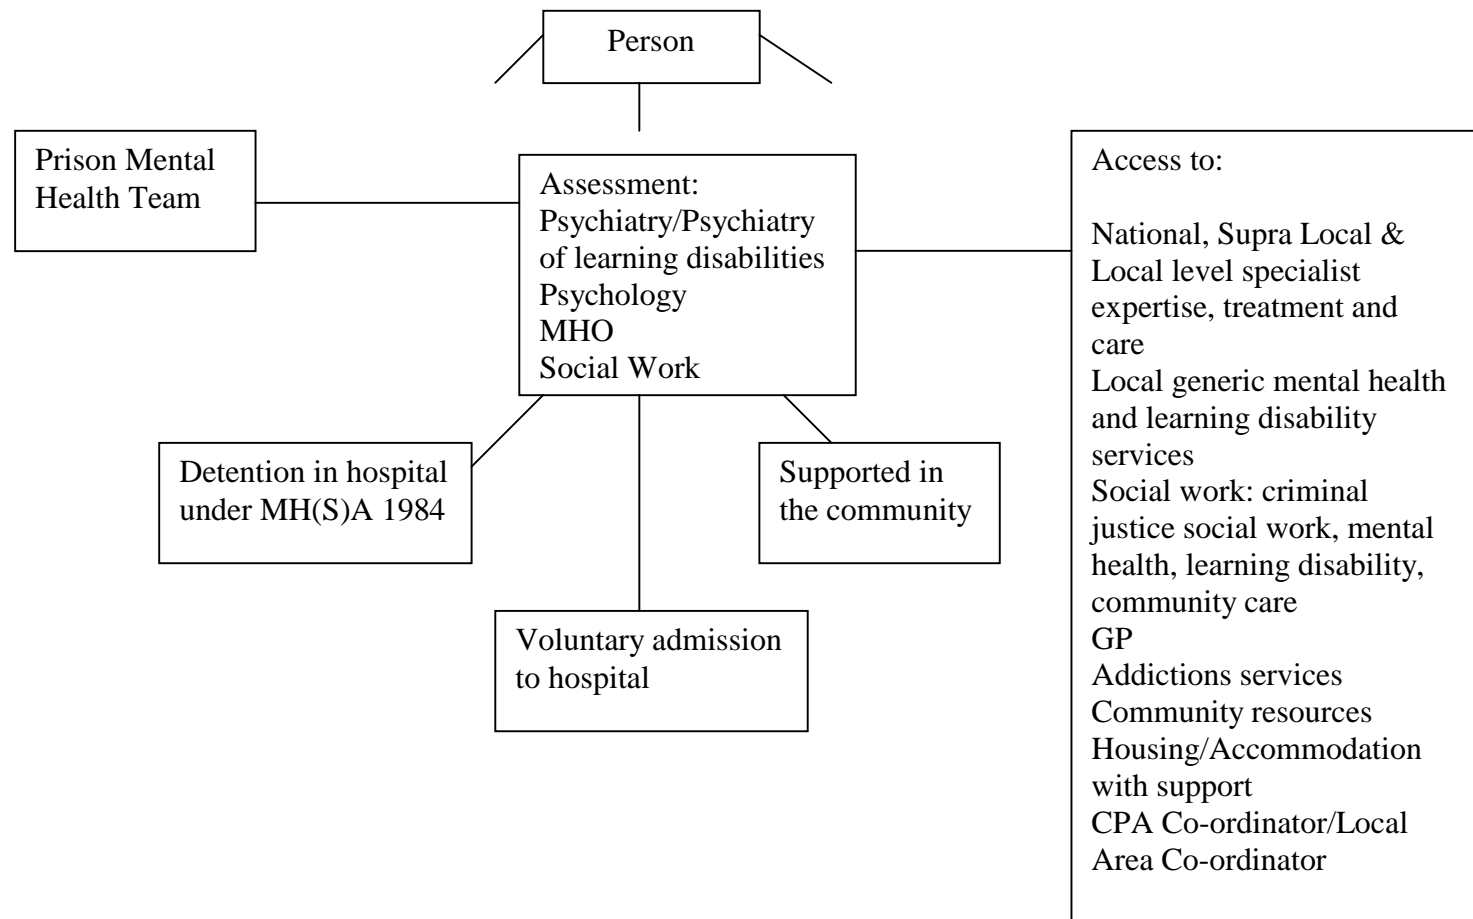 Person
Prison Mental
Health Team
Assessment:
Psychiatry/Psychiatry
of learning disabilities
Psychology
MHO
Social Work
Access to:
National, Supra Local &
Local level specialist
expertise, treatment and
care
Local generic mental health
and learning disability
services
Social work: criminal
justice social work, mental
health, learning disability,
community care
GP
Addictions services
Community resources
Housing/Accommodation
with support
CPA Co-ordinator/Local
Area Co-ordinator
Detention in hospital
under MH(S)A 1984
Supported in
the community
Voluntary admission
to hospital